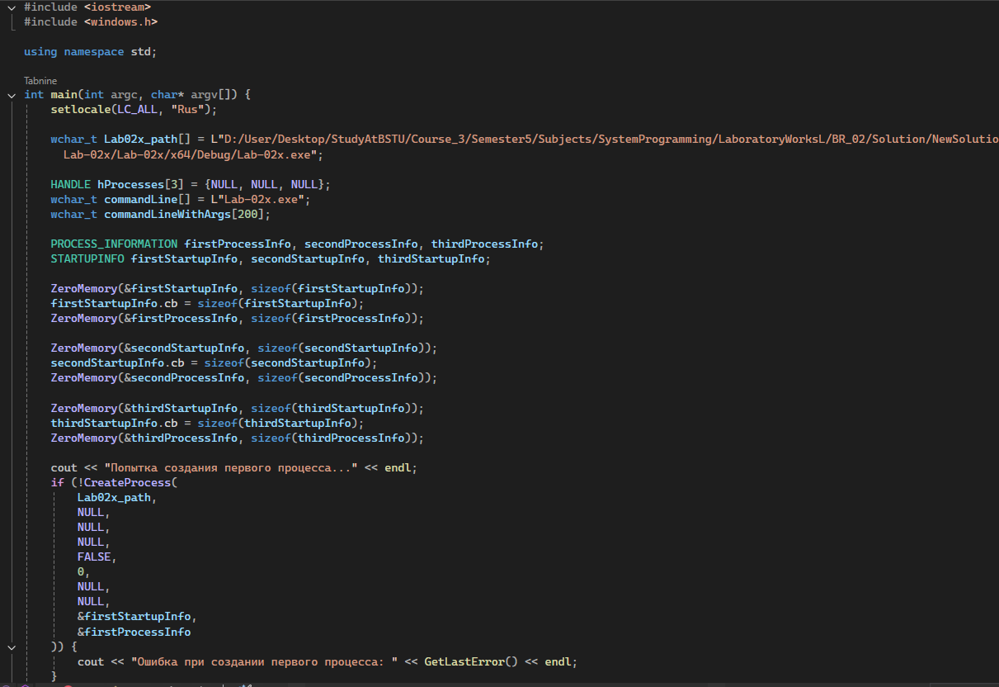 #include <iostream>
#include <windows.h>
using namespace std;
Tabnine
int main(int argc, char* argv[]) {
setlocale(LC_ALL, "Rus");
wchar_t Lab02x_path[] = L"D:/User/Desktop/StudyAtBSTU/Course_3/Semester5/Subjects/SystemProgramming/LaboratoryWorksL/BR_02/Solution/NewSolutio
Lab-02x/Lab-02x/x64/Debug/Lab-02x.exe";
HANDLE hProcesses[3] = {NULL, NULL, NULL};
wchar_t commandLine[] = L"Lab-02x.exe";
wchar_t commandLineWithArgs[200];
PROCESS_INFORMATION firstProcessInfo, secondProcessInfo, thirdProcessInfo;
STARTUPINFO firstStartupInfo, secondStartupInfo, thirdStartupInfo;
ZeroMemory(&firstStartupInfo, sizeof(firstStartupInfo));
firstStartupInfo.cb = sizeof(firstStartupInfo);
ZeroMemory(&firstProcessInfo, sizeof(firstProcessInfo));
ZeroMemory(&secondStartupInfo, sizeof(secondStartupInfo));
secondStartupInfo.cb = sizeof(secondStartupInfo);
ZeroMemory(&secondProcessInfo, sizeof(secondProcessInfo));
ZeroMemory(&thirdStartupInfo, sizeof(thirdStartupInfo));
thirdStartupInfo.cb = sizeof(thirdStartupInfo);
ZeroMemory(&thirdProcessInfo, sizeof(thirdProcessInfo));
cout << "Попытка создания первого процесса..." << endl;
if (!CreateProcess(
Lab02x_path,
NULL,
NULL,
NULL,
FALSE,
0,
NULL,
NULL,
&firstStartupInfo,
&firstProcessInfo
)) {
cout << "Ошибка при создании первого процесса: " << GetLastError() << endl;
}